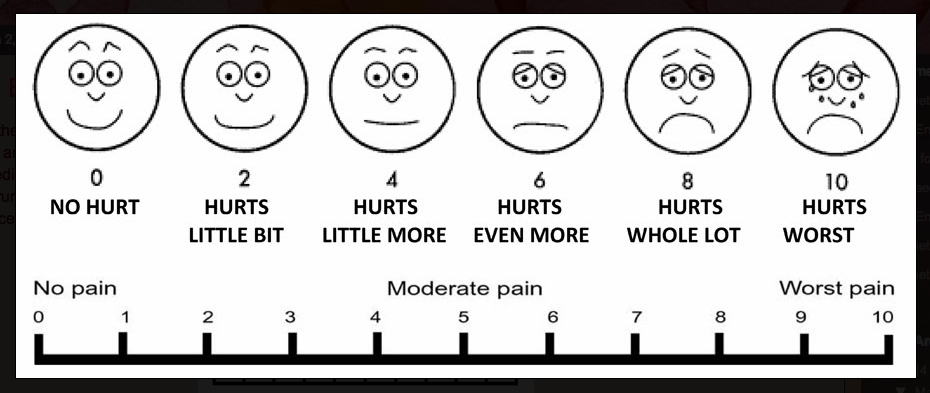 0 2 4 6 8 10
NO HURT HURTS HURTS HURTS HURTS HURTS
LITTLE BIT LITTLE MORE EVEN MORE WHOLE LOT WORST
No pain Moderate pain Worst pain
0 1 2 3 4 5 6 7 8 9 10